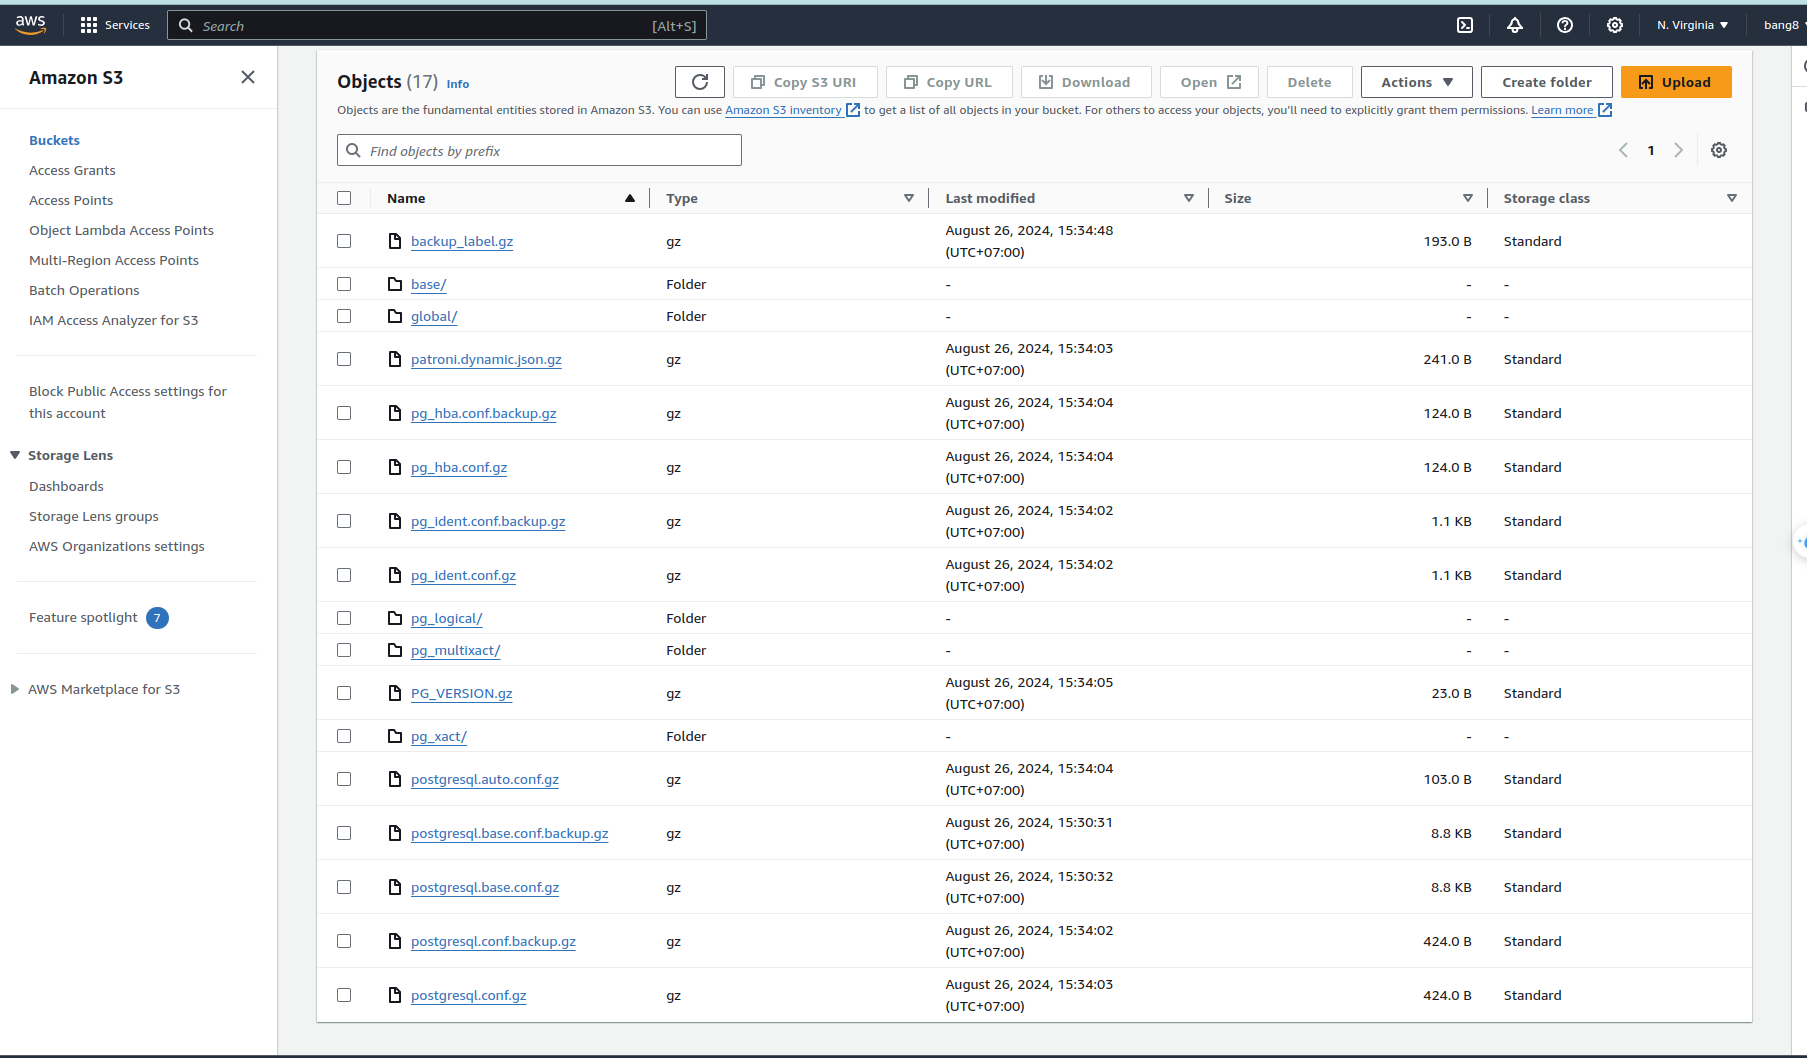 aws
Services
Search
[Alt+S]
N. Virginia
bang8
Amazon S3
Buckets
Access Grants
Access Points
Object Lambda Access Points
Multi-Region Access Points
Batch Operations
IAM Access Analyzer for S3
Block Public Access settings for
this account
Storage Lens
Dashboards
Storage Lens groups
AWS Organizations settings
Feature spotlight 7
AWS Marketplace for S3
Objects (17) Info
Copy S3 URI
Copy URL
Download
Open
Delete
Actions
Create folder
Upload
Objects are the fundamental entities stored in Amazon S3. You can use Amazon S3 inventory to get a list of all objects in your bucket. For others to access your objects, you'll need to explicitly grant them permissions. Learn more
Find objects by prefix
1
Name Type Last modified Size Storage class
backup_label.gz gz August 26, 2024, 15:34:48 (UTC+07:00) 193.0 B Standard
base/ Folder - - -
global/ Folder - - -
patroni.dynamic.json.gz gz August 26, 2024, 15:34:03 (UTC+07:00) 241.0 B Standard
pg_hba.conf.backup.gz gz August 26, 2024, 15:34:04 (UTC+07:00) 124.0 B Standard
pg_hba.conf.gz gz August 26, 2024, 15:34:04 (UTC+07:00) 124.0 B Standard
pg_ident.conf.backup.gz gz August 26, 2024, 15:34:02 (UTC+07:00) 1.1 KB Standard
pg_ident.conf.gz gz August 26, 2024, 15:34:02 (UTC+07:00) 1.1 KB Standard
pg_logical/ Folder - - -
pg_multixact/ Folder - - -
PG_VERSION.gz gz August 26, 2024, 15:34:05 (UTC+07:00) 23.0 B Standard
pg_xact/ Folder - - -
postgresql.auto.conf.gz gz August 26, 2024, 15:34:04 (UTC+07:00) 103.0 B Standard
postgresql.base.conf.backup.gz gz August 26, 2024, 15:30:31 (UTC+07:00) 8.8 KB Standard
postgresql.base.conf.gz gz August 26, 2024, 15:30:32 (UTC+07:00) 8.8 KB Standard
postgresql.conf.backup.gz gz August 26, 2024, 15:34:02 (UTC+07:00) 424.0 B Standard
postgresql.conf.gz gz August 26, 2024, 15:34:03 (UTC+07:00) 424.0 B Standard